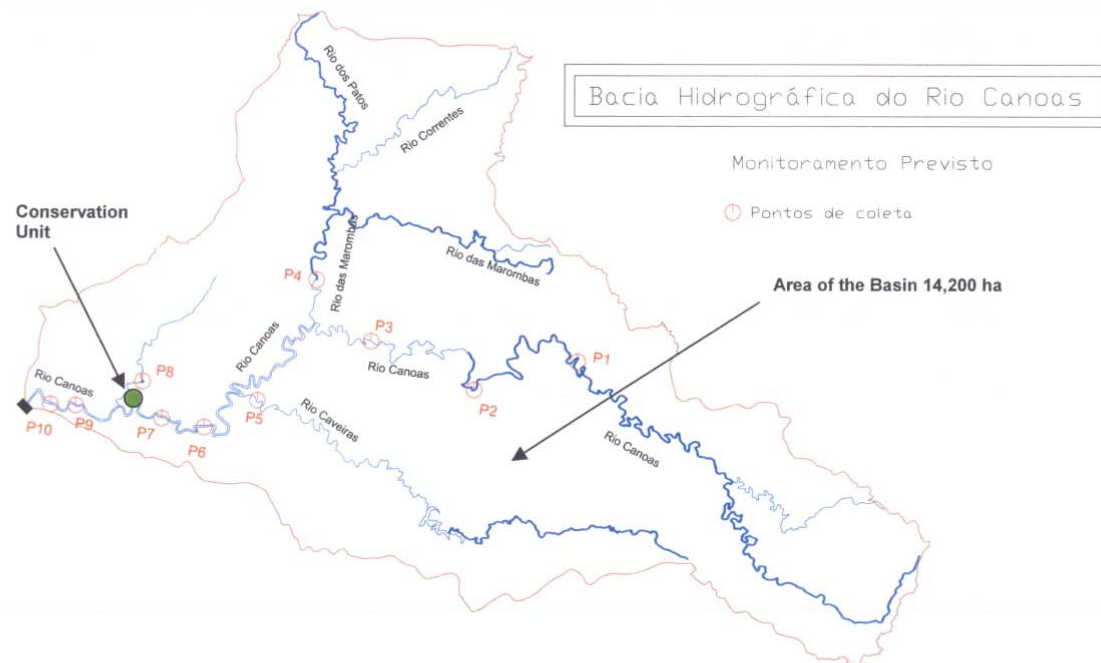 Bacia Hidrográfica do Rio Canoas
Monitoramento Previsto
Pontos de coleta
Rio dos Patos
Rio Correntes
Conservation
Unit
Rio das Marombas
Rio das Marombas
P4
Area of the Basin 14,200 ha
P3
P1
Rio Canoas
Rio Canoas
P8
P2
Rio Canoas
P5
Rio Caveiras
P10
P9
P7
P6
Rio Canoas